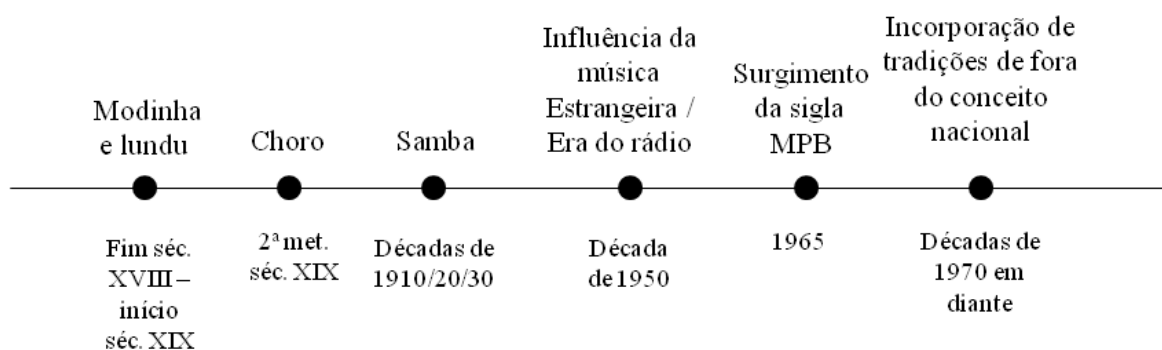 Modinha
e lundu
Choro
Samba
Influência da
música
Estrangeira /
Era do rádio
Surgimento
da sigla
MPB
Incorporação de
tradições de fora
do conceito
nacional
Fim séc.
XVIII –
início
séc. XIX
2ª met.
séc. XIX
Décadas de
1910/20/30
Década
de 1950
1965
Décadas de
1970 em
diante